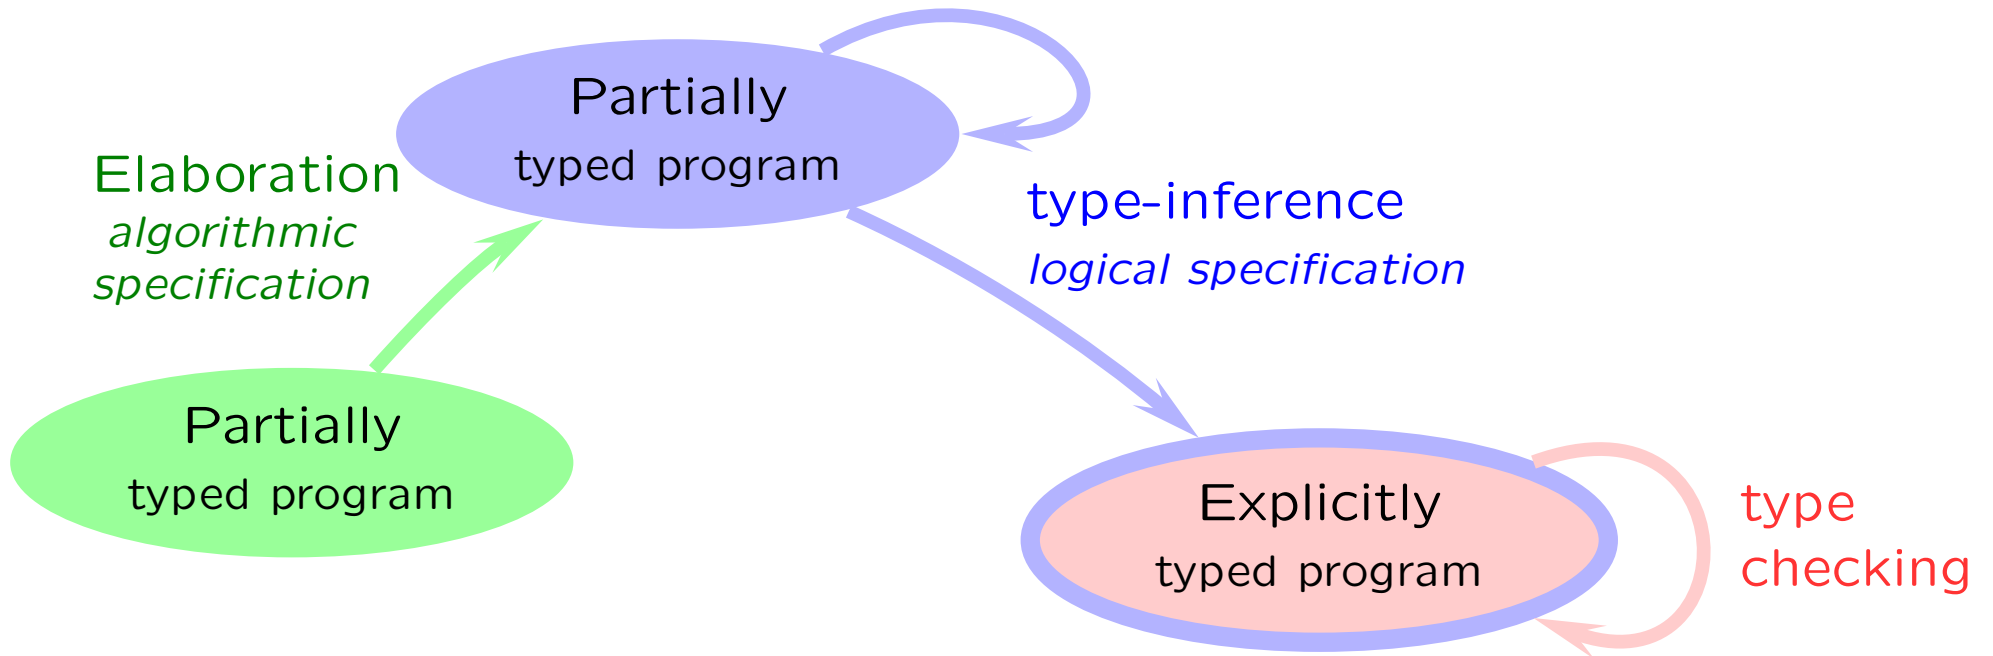 Partially
typed program
Elaboration
algorithmic
specification
type-inference
logical specification
Partially
typed program
Explicitly
typed program
type
checking